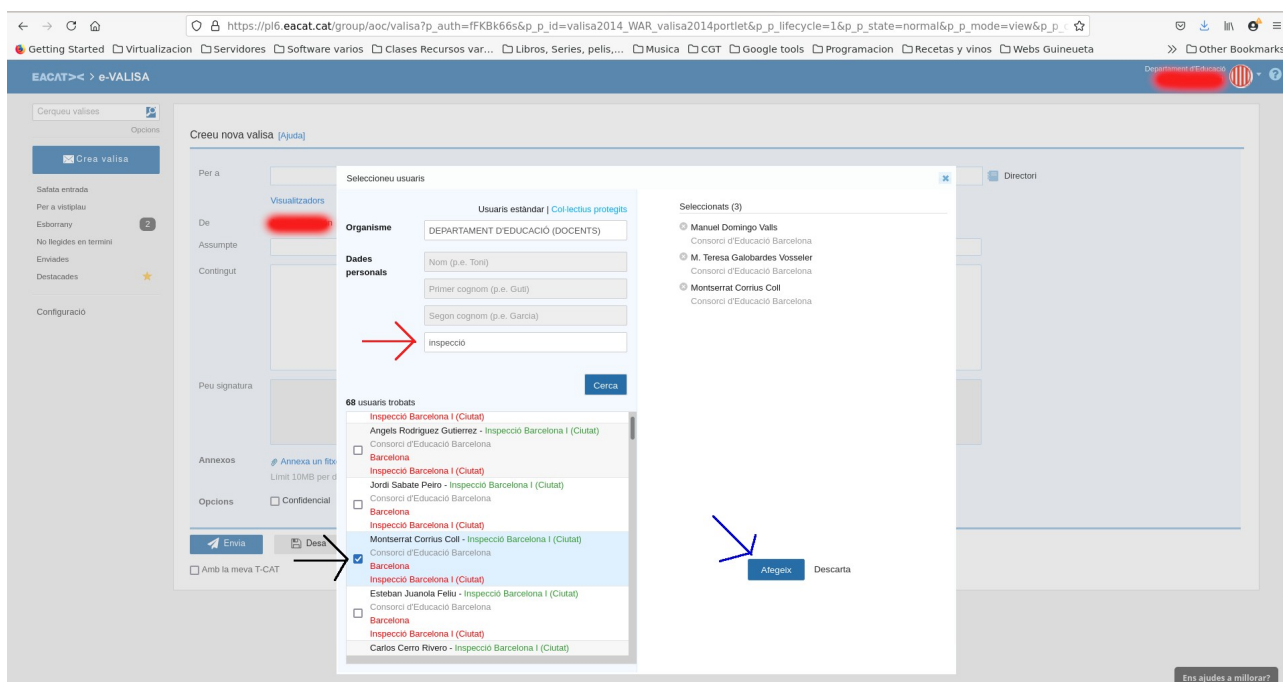 https://pl6.eacat.cat/group/aoc/valisa?p_auth=fFKBk66s&p_p_id=valisa2014_WAR_valisa2014portlet&p_p_lifecycle=1&p_p_state=normal&p_p_mode=view&p_p_c
Getting Started Virtualizacion Servidores Software varios Clases Recursos var... Libros, Series, pelis,... Musica CGT Google tools Programacion Recetas y vinos Webs Guineueta Other Bookmarks
EACAT >< > e-VALISA
Departament d'Educació
Cerqueu valises
Opcions
Crea valisa
Safata entrada
Per a vistiplau
Esborrany 2
No llegides en termini
Enviades
Destacades
Configuració
Creeu nova valisa [Ajuda]
Per a
Directori
Visualitzadors
De
Assumpte
Contingut
Peu signatura
Annexos Annexa un fitx
Limit 10MB per d
Opcions Confidencial
Envia Desa
Amb la meva T-CAT
Seleccioneu usuaris
Usuaris estàndar | Col·lectius protegits
Organisme DEPARTAMENT D'EDUCACIÓ (DOCENTS)
Dades personals
Nom (p.e. Toni)
Primer cognom (p.e. Guti)
Segon cognom (p.e. Garcia)
inspecció
Cerca
68 usuaris trobats
Inspecció Barcelona I (Ciutat)
Angels Rodriguez Gutierrez - Inspecció Barcelona I (Ciutat)
Consorci d'Educació Barcelona
Barcelona
Inspecció Barcelona I (Ciutat)
Jordi Sabate Peiro - Inspecció Barcelona I (Ciutat)
Consorci d'Educació Barcelona
Barcelona
Inspecció Barcelona I (Ciutat)
Montserrat Corrius Coll - Inspecció Barcelona I (Ciutat)
Consorci d'Educació Barcelona
Barcelona
Inspecció Barcelona I (Ciutat)
Esteban Juanola Feliu - Inspecció Barcelona I (Ciutat)
Consorci d'Educació Barcelona
Barcelona
Inspecció Barcelona I (Ciutat)
Carlos Cerro Rivero - Inspecció Barcelona I (Ciutat)
Seleccionats (3)
Manuel Domingo Valls
Consorci d'Educació Barcelona
M. Teresa Galobardes Vosseler
Consorci d'Educació Barcelona
Montserrat Corrius Coll
Consorci d'Educació Barcelona
Afegeix Descarta
Ens ajudes a millorar?